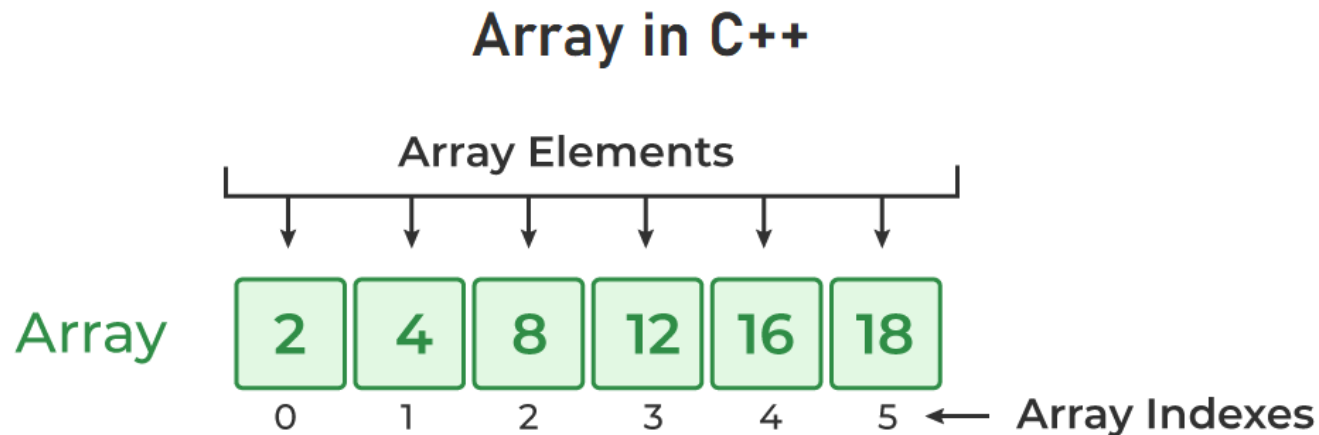 Array in C++
Array Elements
Array 2 4 8 12 16 18
0 1 2 3 4 5 Array Indexes